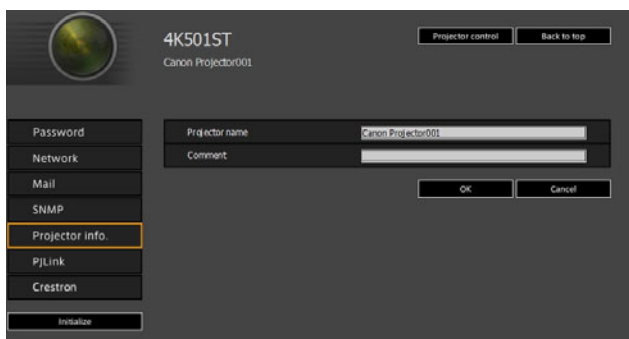 4K501ST
Canon Projector001
Projector control
Back to top
Password
Network
Mail
SNMP
Projector info.
PJLink
Crestron
Initialize
Projector name
Canon Projector001
Comment
OK
Cancel